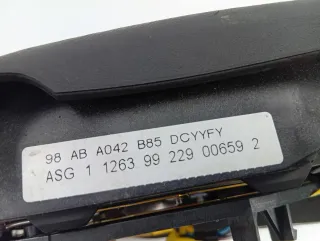 98 AB A042 B85 DCYYFY
ASG 1 1263 99 229 00659 2